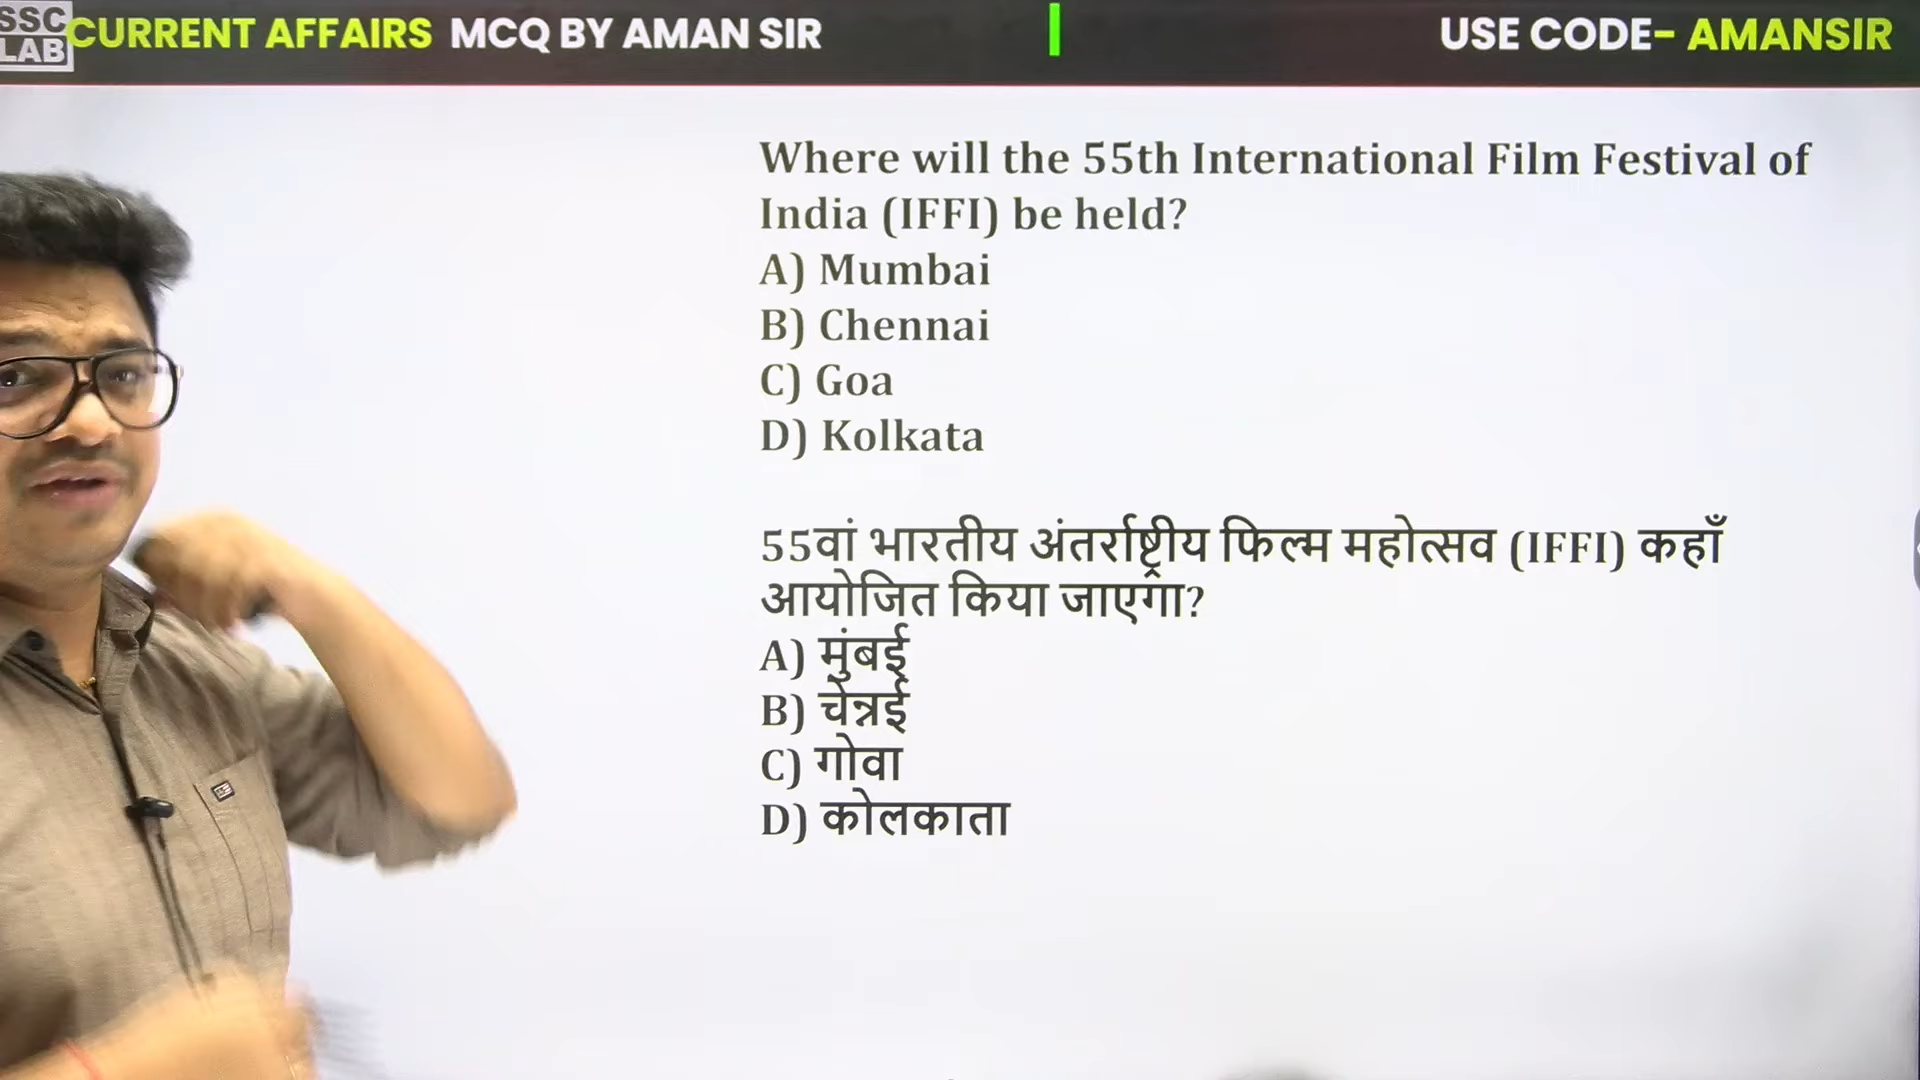 SSC
LAB
CURRENT AFFAIRS MCQ BY AMAN SIR
USE CODE- AMANSIR
Where will the 55th International Film Festival of
India (IFFI) be held?
A) Mumbai
B) Chennai
C) Goa
D) Kolkata
55वां भारतीय अंतर्राष्ट्रीय फिल्म महोत्सव (IFFI) कहाँ
आयोजित किया जाएगा?
A) मुंबई
B) चेन्नई
C) गोवा
D) कोलकाता